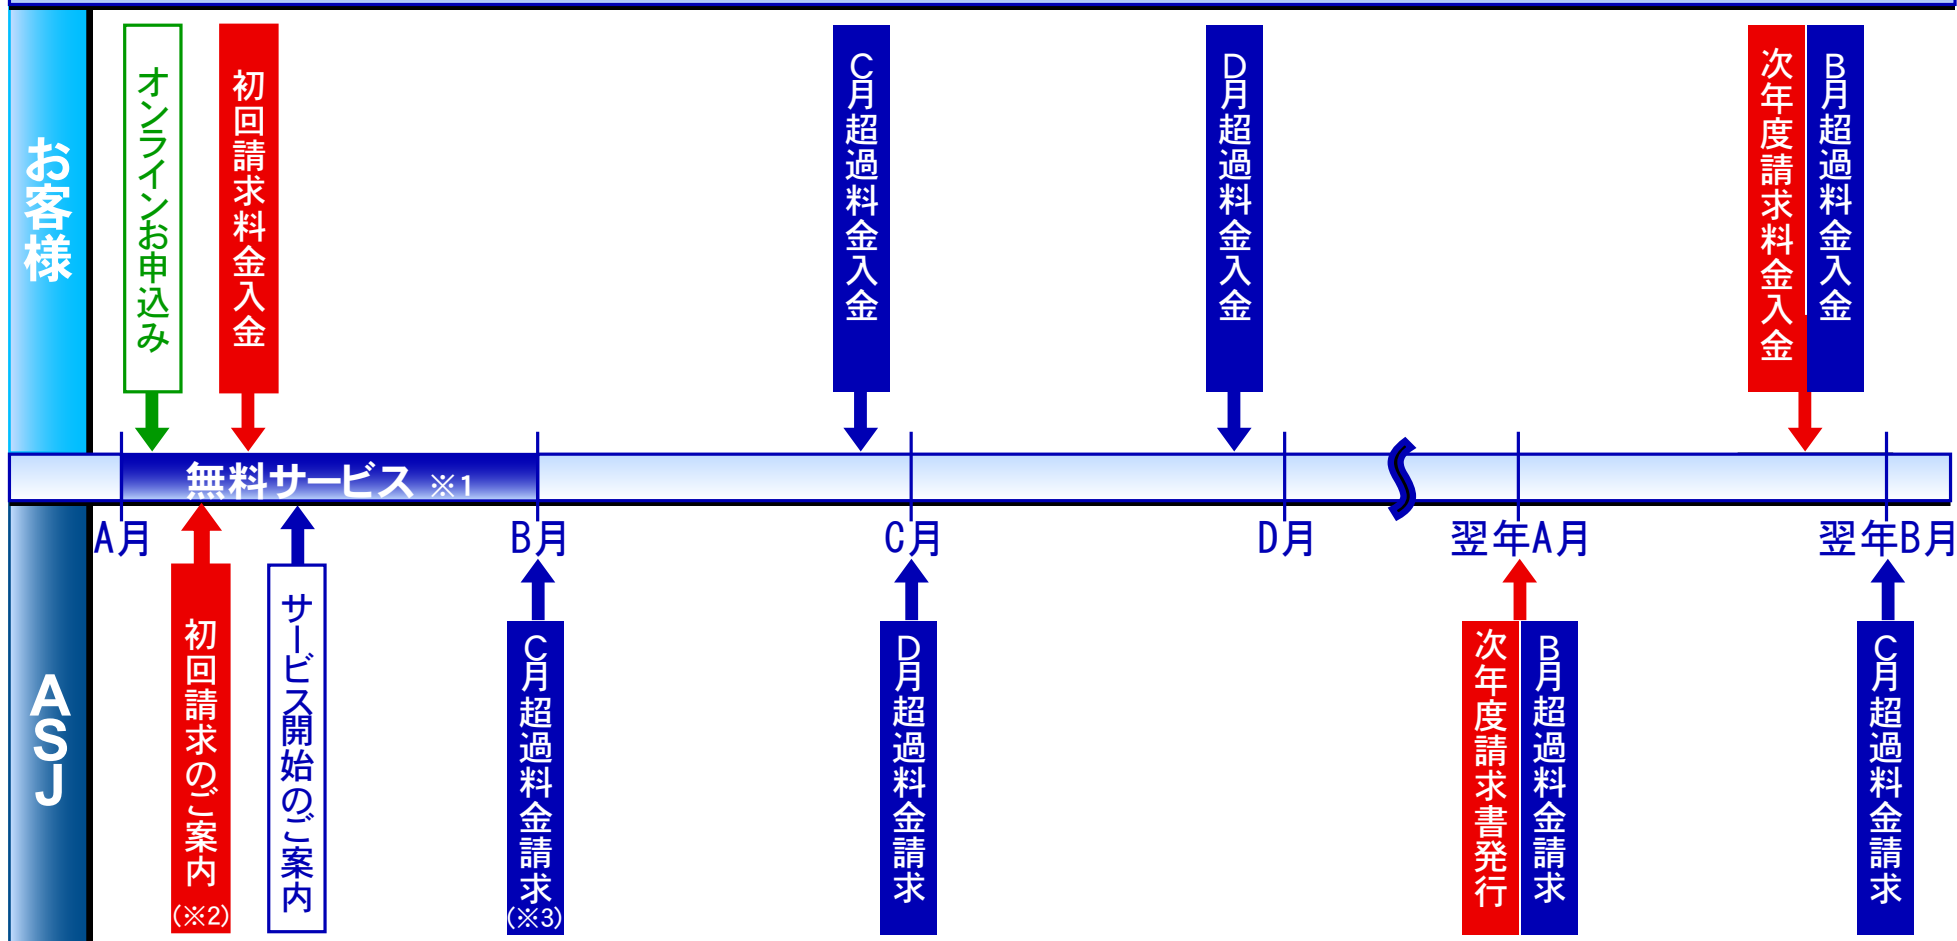 お客様
オンラインお申込み
初回請求料金入金
C月超過料金入金
D月超過料金入金
次年度請求料金入金
B月超過料金入金
無料サービス ※1
A月
B月
C月
D月
翌年A月
翌年B月
ASJ
初回請求のご案内
(※2)
サービス開始のご案内
C月超過料金請求
(※3)
D月超過料金請求
次年度請求書発行
B月超過料金請求
C月超過料金請求